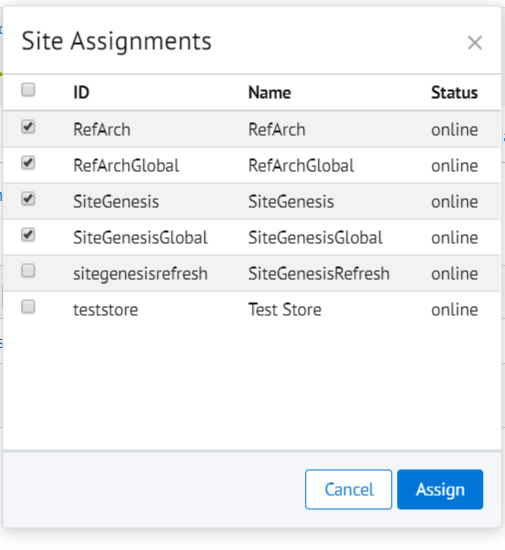 Site Assignments
ID Name Status
RefArch RefArch online
RefArchGlobal RefArchGlobal online
SiteGenesis SiteGenesis online
SiteGenesisGlobal SiteGenesisGlobal online
sitegenesisrefresh SiteGenesisRefresh online
teststore Test Store online
Cancel Assign